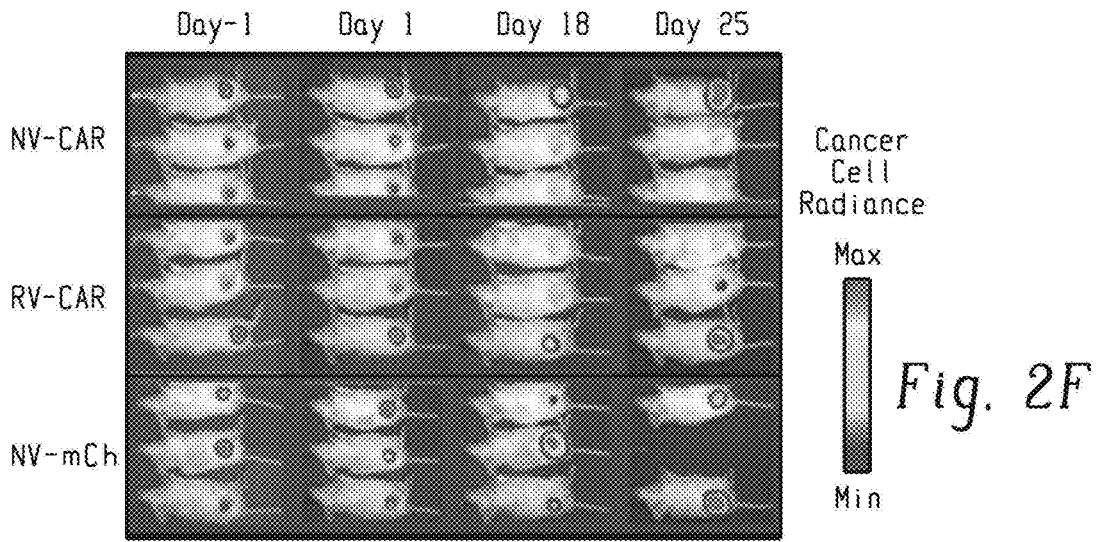 Day-1 Day 1 Day 18 Day 25
NV-CAR
RV-CAR
NV-mCh
Cancer
Cell
Radiance
Max
Min
Fig. 2F